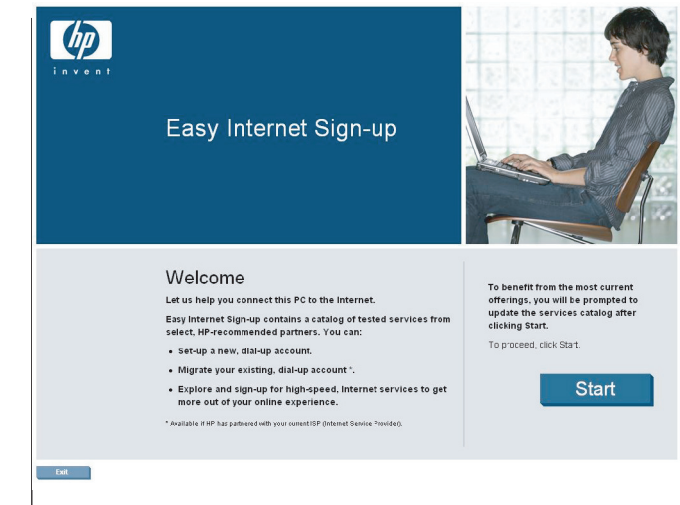 hp
invent
Easy Internet Sign-up
Welcome
Let us help you connect this PC to the Internet.
Easy Internet Sign-up contains a catalog of tested services from
select, HP-recommended partners. You can:
• Set-up a new, dial-up account.
• Migrate your existing, dial-up account *.
• Explore and sign-up for high-speed, Internet services to get
more out of your online experience.
* Available if HP has partnered with your current ISP (Internet Service Provider).
To benefit from the most current
offerings, you will be prompted to
update the services catalog after
clicking Start.
To proceed, click Start.
Start
Exit